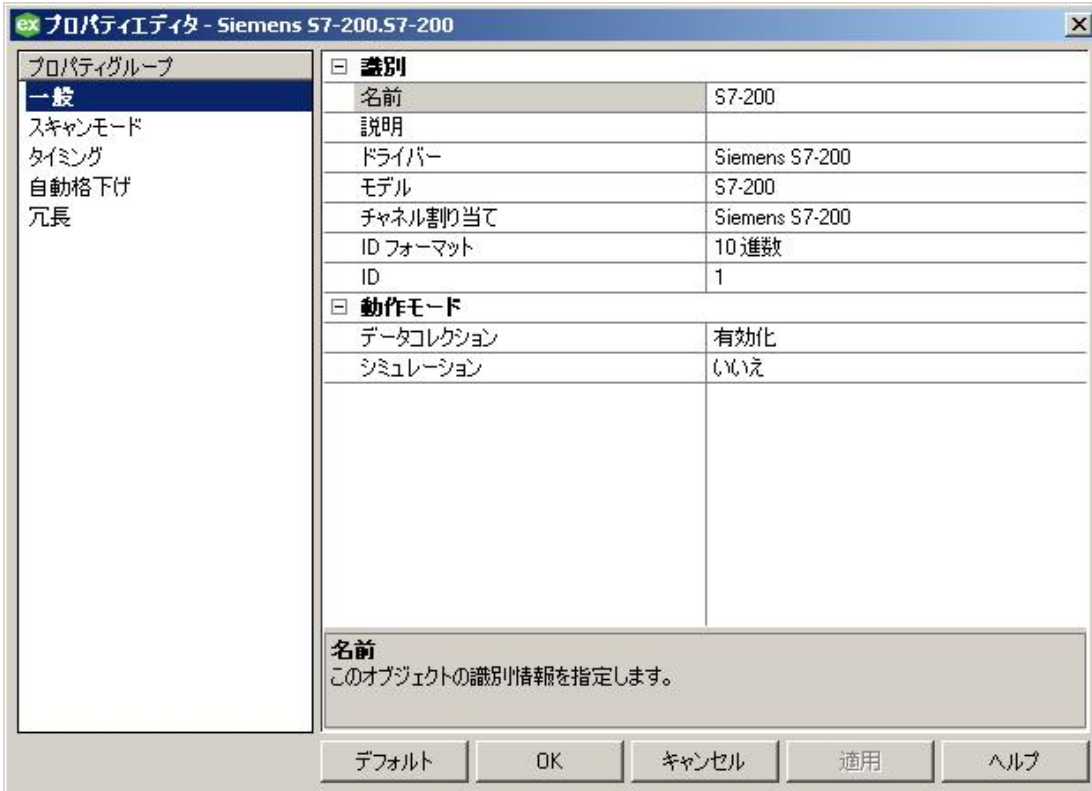 ex プロパティエディタ - Siemens S7-200.S7-200
プロパティグループ
一般
スキャンモード
タイミング
自動格下げ
冗長
識別
名前 S7-200
説明
ドライバー Siemens S7-200
モデル S7-200
チャネル割り当て Siemens S7-200
ID フォーマット 10 進数
ID 1
動作モード
データコレクション 有効化
シミュレーション いいえ
名前
このオブジェクトの識別情報を指定します。
デフォルト OK キャンセル 適用 ヘルプ